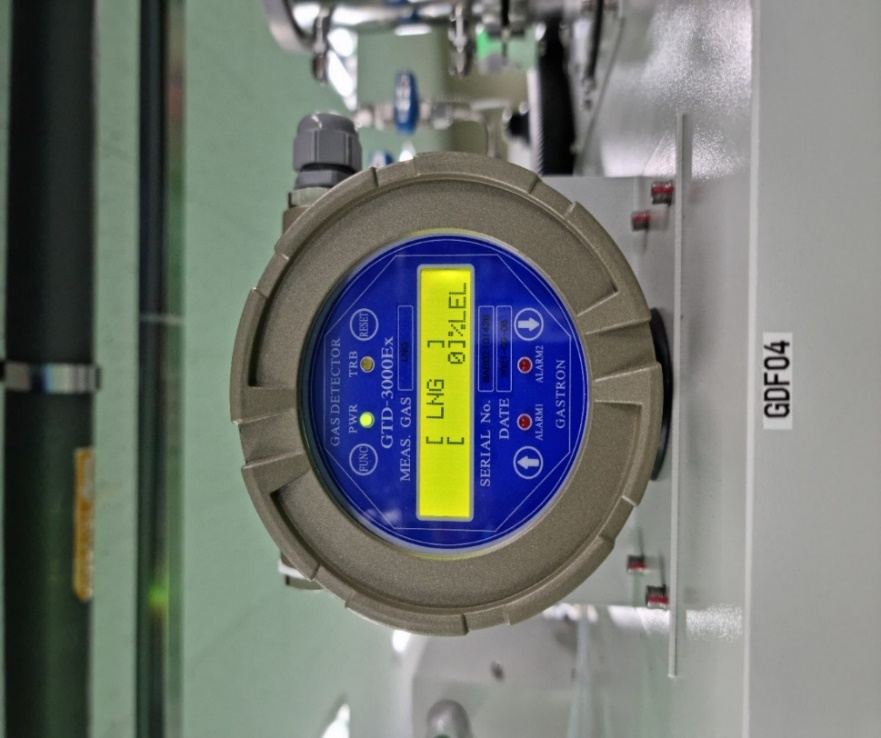 GAS DETECTOR
FUNC PWR TRB RESET
GTD-3000Ex
MEAS. GAS LNG
[ LNG ]
[ 0]%LEL
SERIAL No.
DATE
ALARM1 ALARM2
GASTRON
GDF04